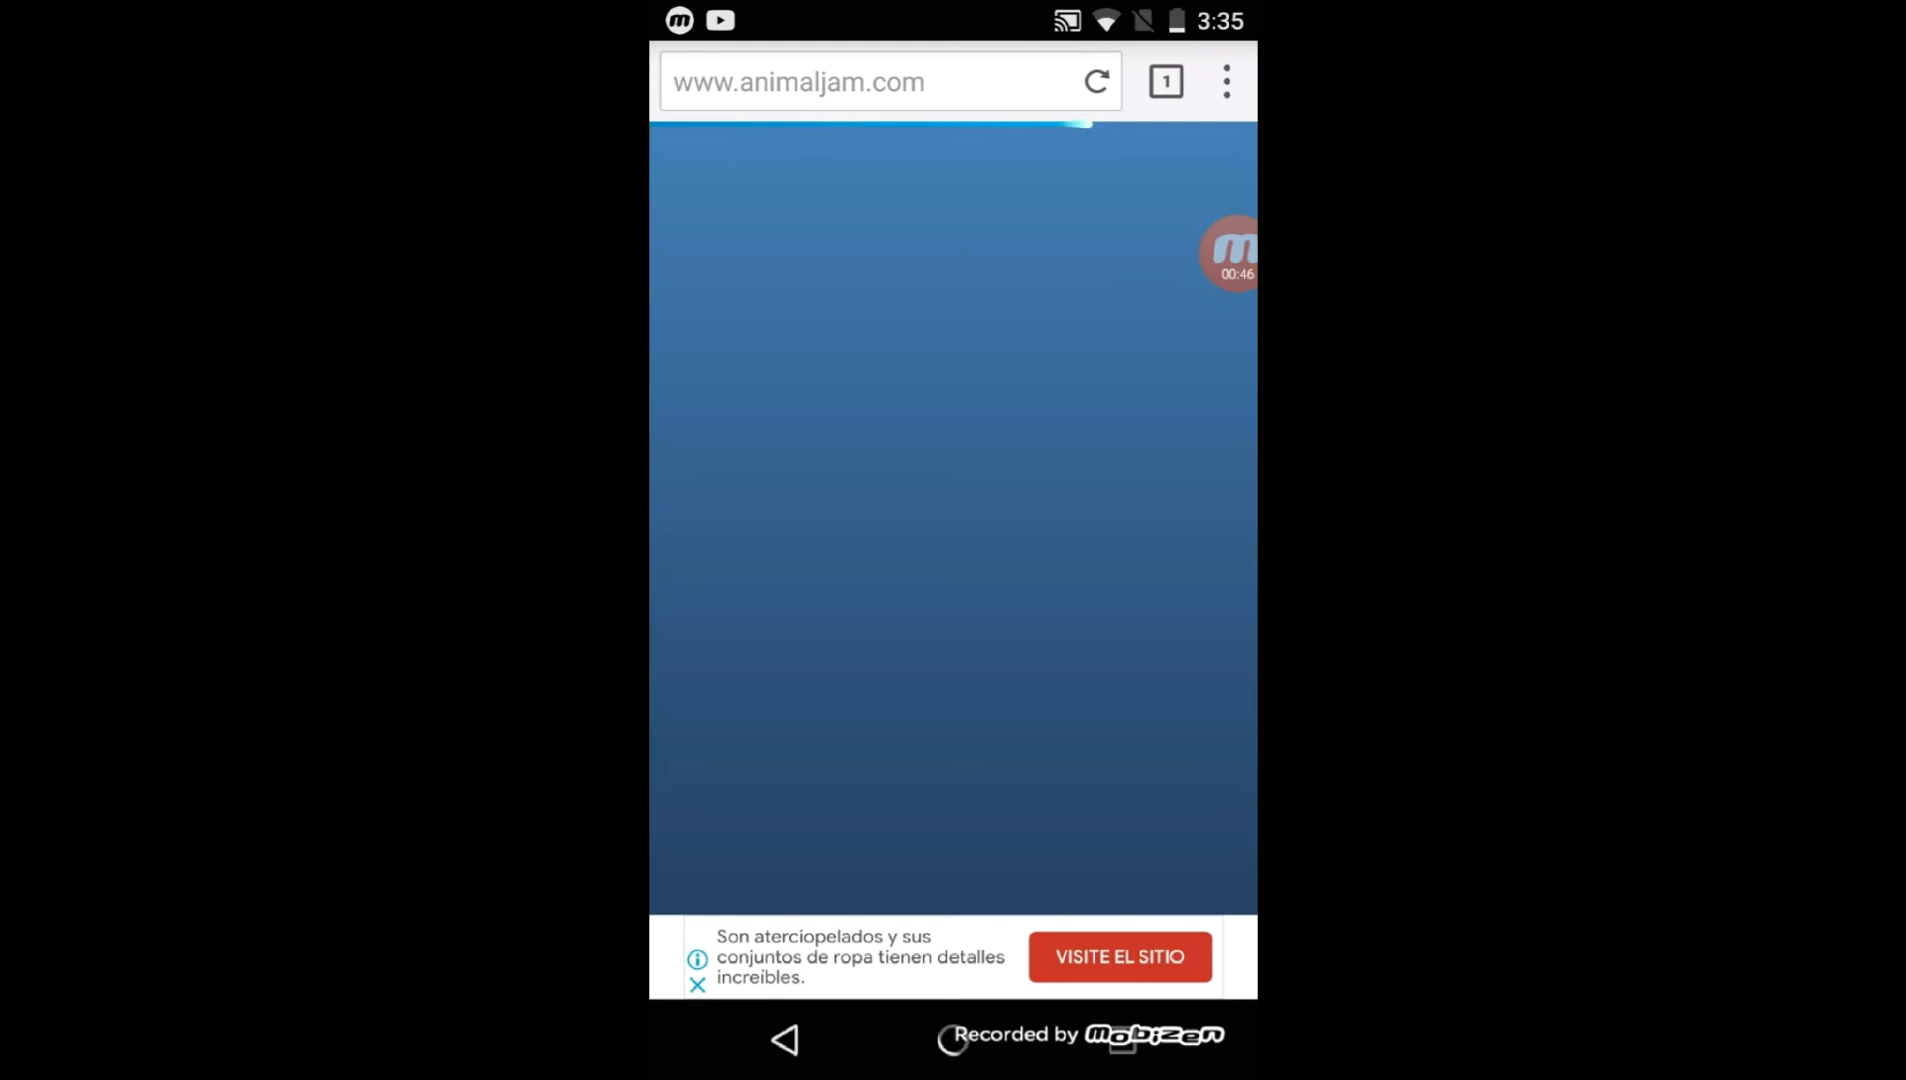 m
3:35
www.animaljam.com
1
m
00:46
Son aterciopelados y sus
conjuntos de ropa tienen detalles
increíbles.
VISITE EL SITIO
Recorded by mobizen